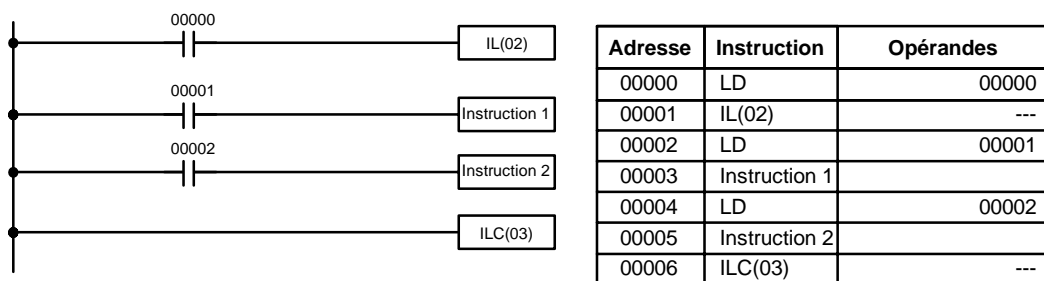 00000
IL(02)
00001
Instruction 1
00002
Instruction 2
ILC(03)
Adresse Instruction Opérandes
00000 LD 00000
00001 IL(02) ---
00002 LD 00001
00003 Instruction 1
00004 LD 00002
00005 Instruction 2
00006 ILC(03) ---